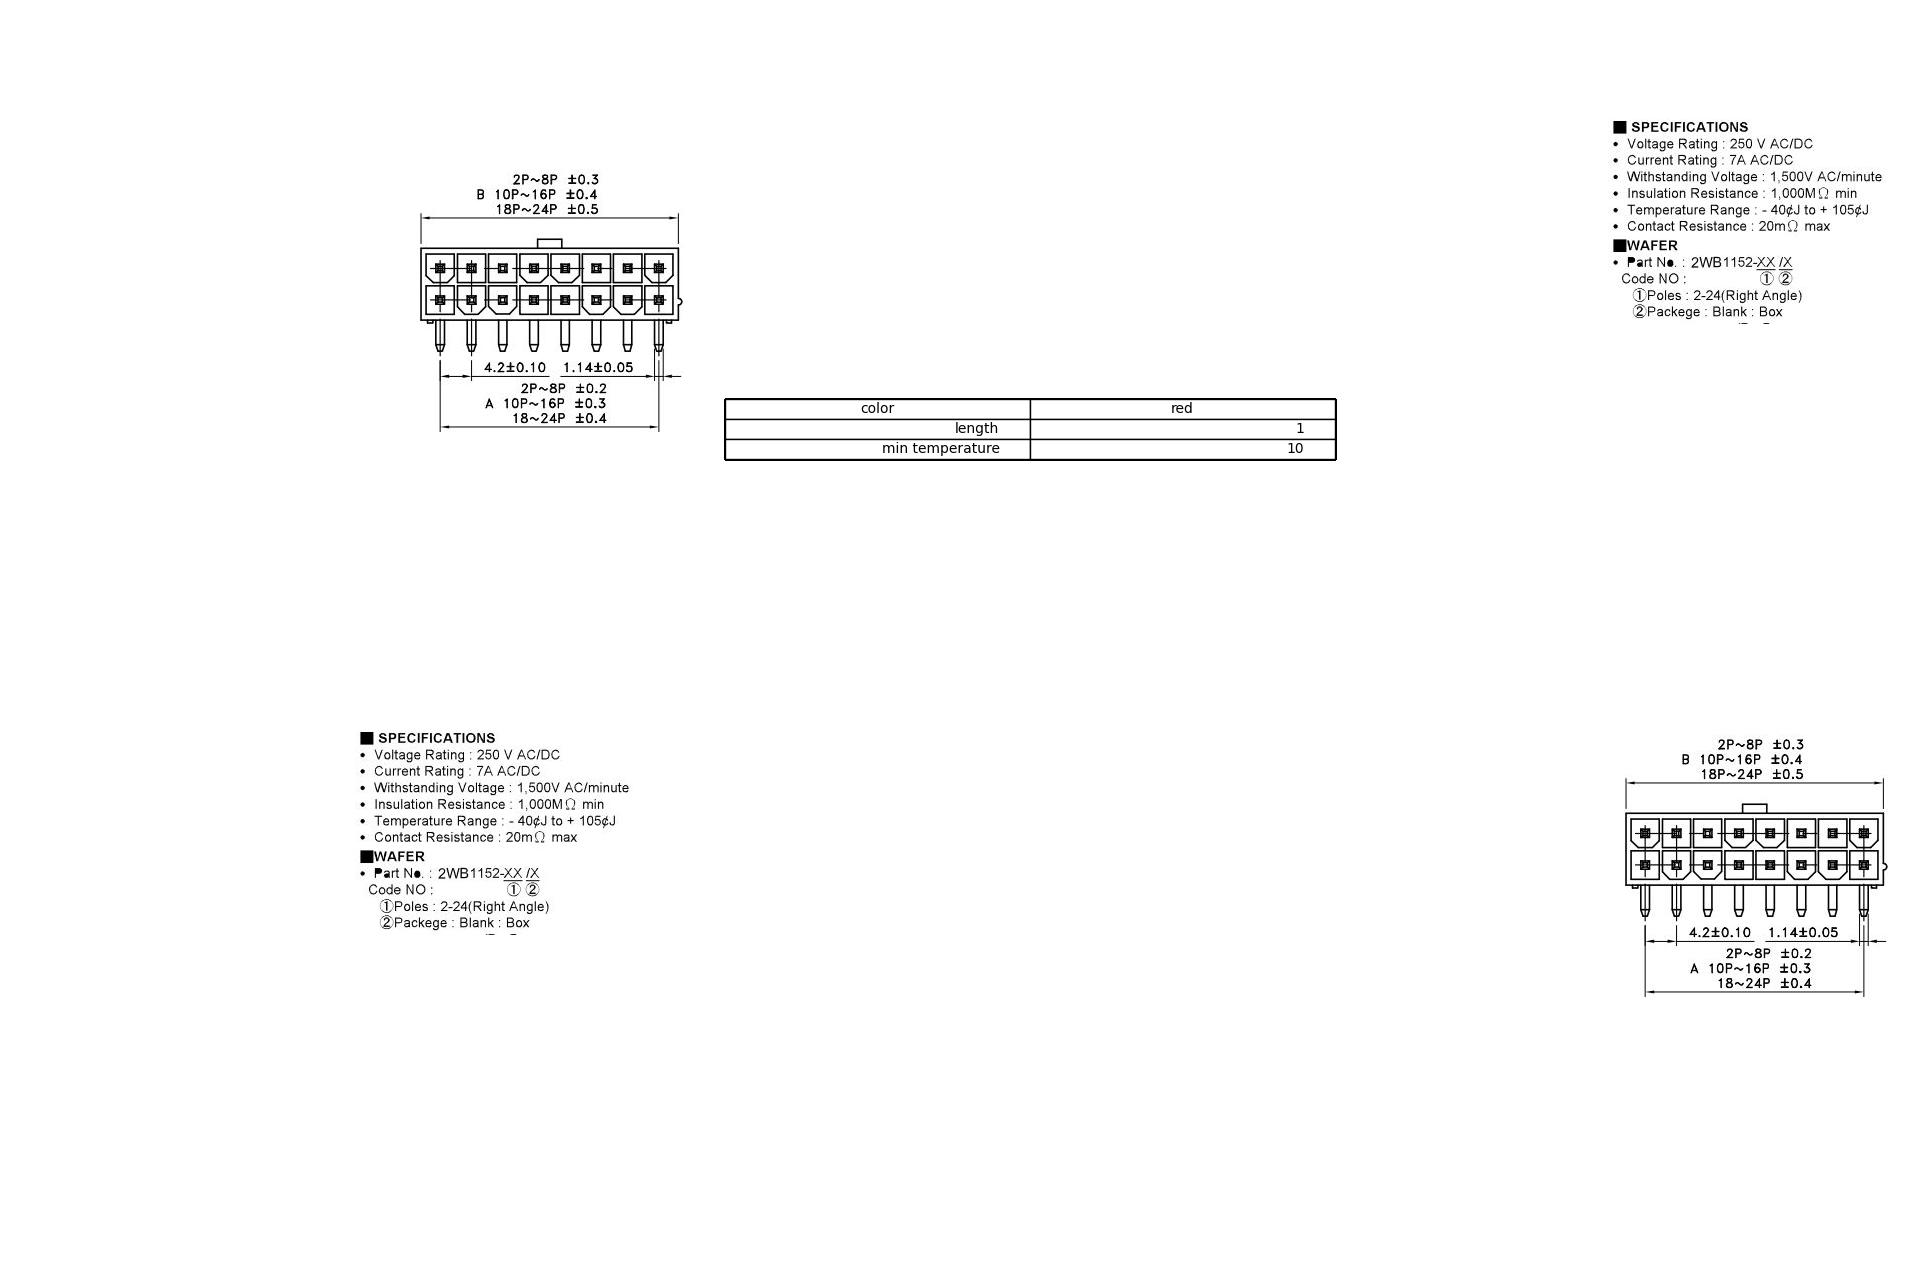 2P~8P ±0.3
B 10P~16P ±0.4
18P~24P ±0.5
4.2±0.10 1.14±0.05
2P~8P ±0.2
A 10P~16P ±0.3
18~24P ±0.4
■ SPECIFICATIONS
• Voltage Rating : 250 V AC/DC
• Current Rating : 7A AC/DC
• Withstanding Voltage : 1,500V AC/minute
• Insulation Resistance : 1,000MΩ min
• Temperature Range : - 40¢J to + 105¢J
• Contact Resistance : 20mΩ max
■WAFER
• Part No. : 2WB1152-XX /X
Code NO : ① ②
①Poles : 2-24(Right Angle)
②Packege : Blank : Box
color red
length 1
min temperature 10
■ SPECIFICATIONS
• Voltage Rating : 250 V AC/DC
• Current Rating : 7A AC/DC
• Withstanding Voltage : 1,500V AC/minute
• Insulation Resistance : 1,000MΩ min
• Temperature Range : - 40¢J to + 105¢J
• Contact Resistance : 20mΩ max
■WAFER
• Part No. : 2WB1152-XX /X
Code NO : ① ②
①Poles : 2-24(Right Angle)
②Packege : Blank : Box
2P~8P ±0.3
B 10P~16P ±0.4
18P~24P ±0.5
4.2±0.10 1.14±0.05
2P~8P ±0.2
A 10P~16P ±0.3
18~24P ±0.4